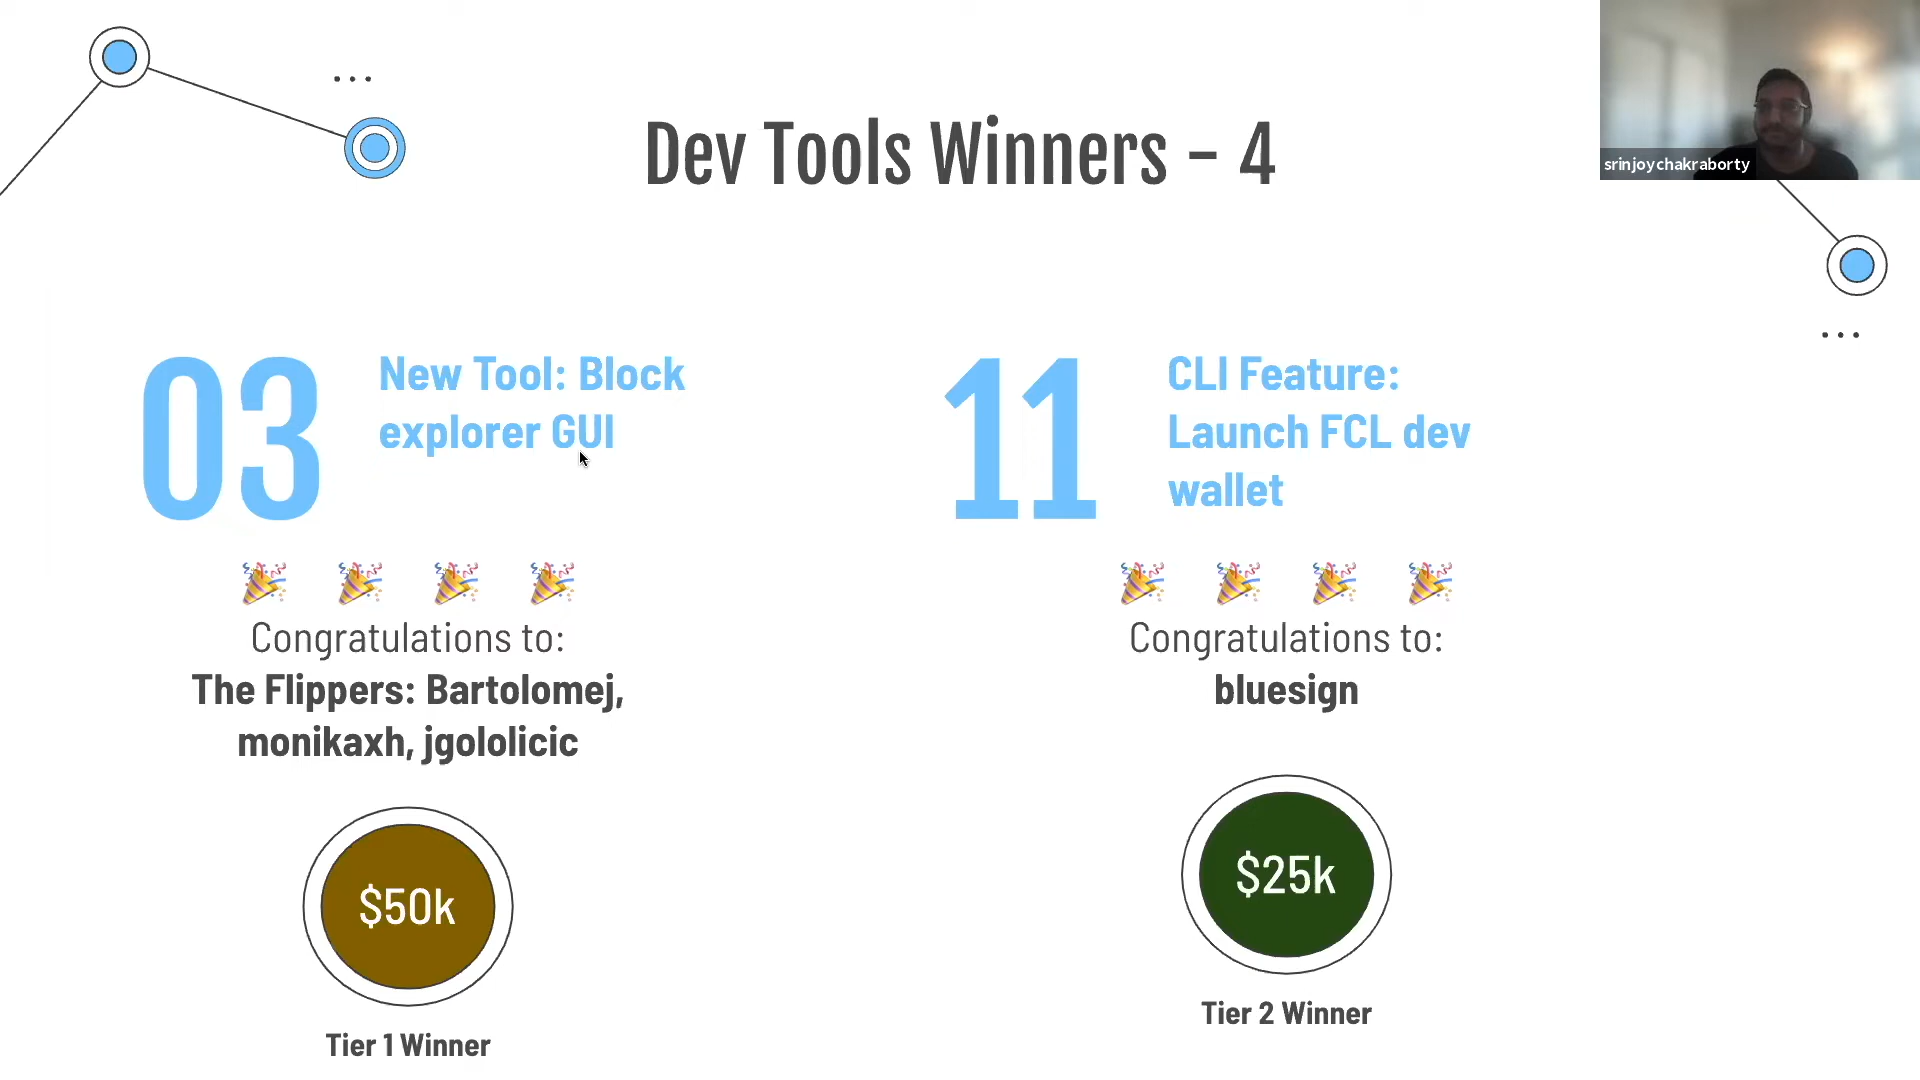 Dev Tools Winners – 4
srinjoychakraborty
03
New Tool: Block
explorer GUI
🎉 🎉 🎉 🎉
Congratulations to:
The Flippers: Bartolomej,
monikaxh, jgololicic
$50k
Tier 1 Winner
11
CLI Feature:
Launch FCL dev
wallet
🎉 🎉 🎉 🎉
Congratulations to:
bluesign
$25k
Tier 2 Winner